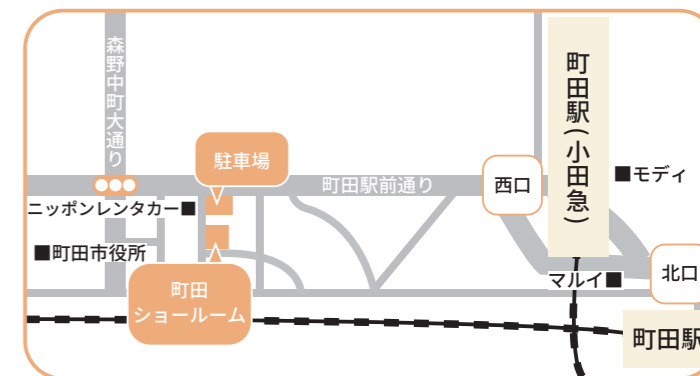 森野中町大通り
町田駅(小田急)
駐車場
町田駅前通り
西口
■モディ
ニッポンレンタカー■
■町田市役所
マルイ■
北口
町田
ショールーム
町田駅